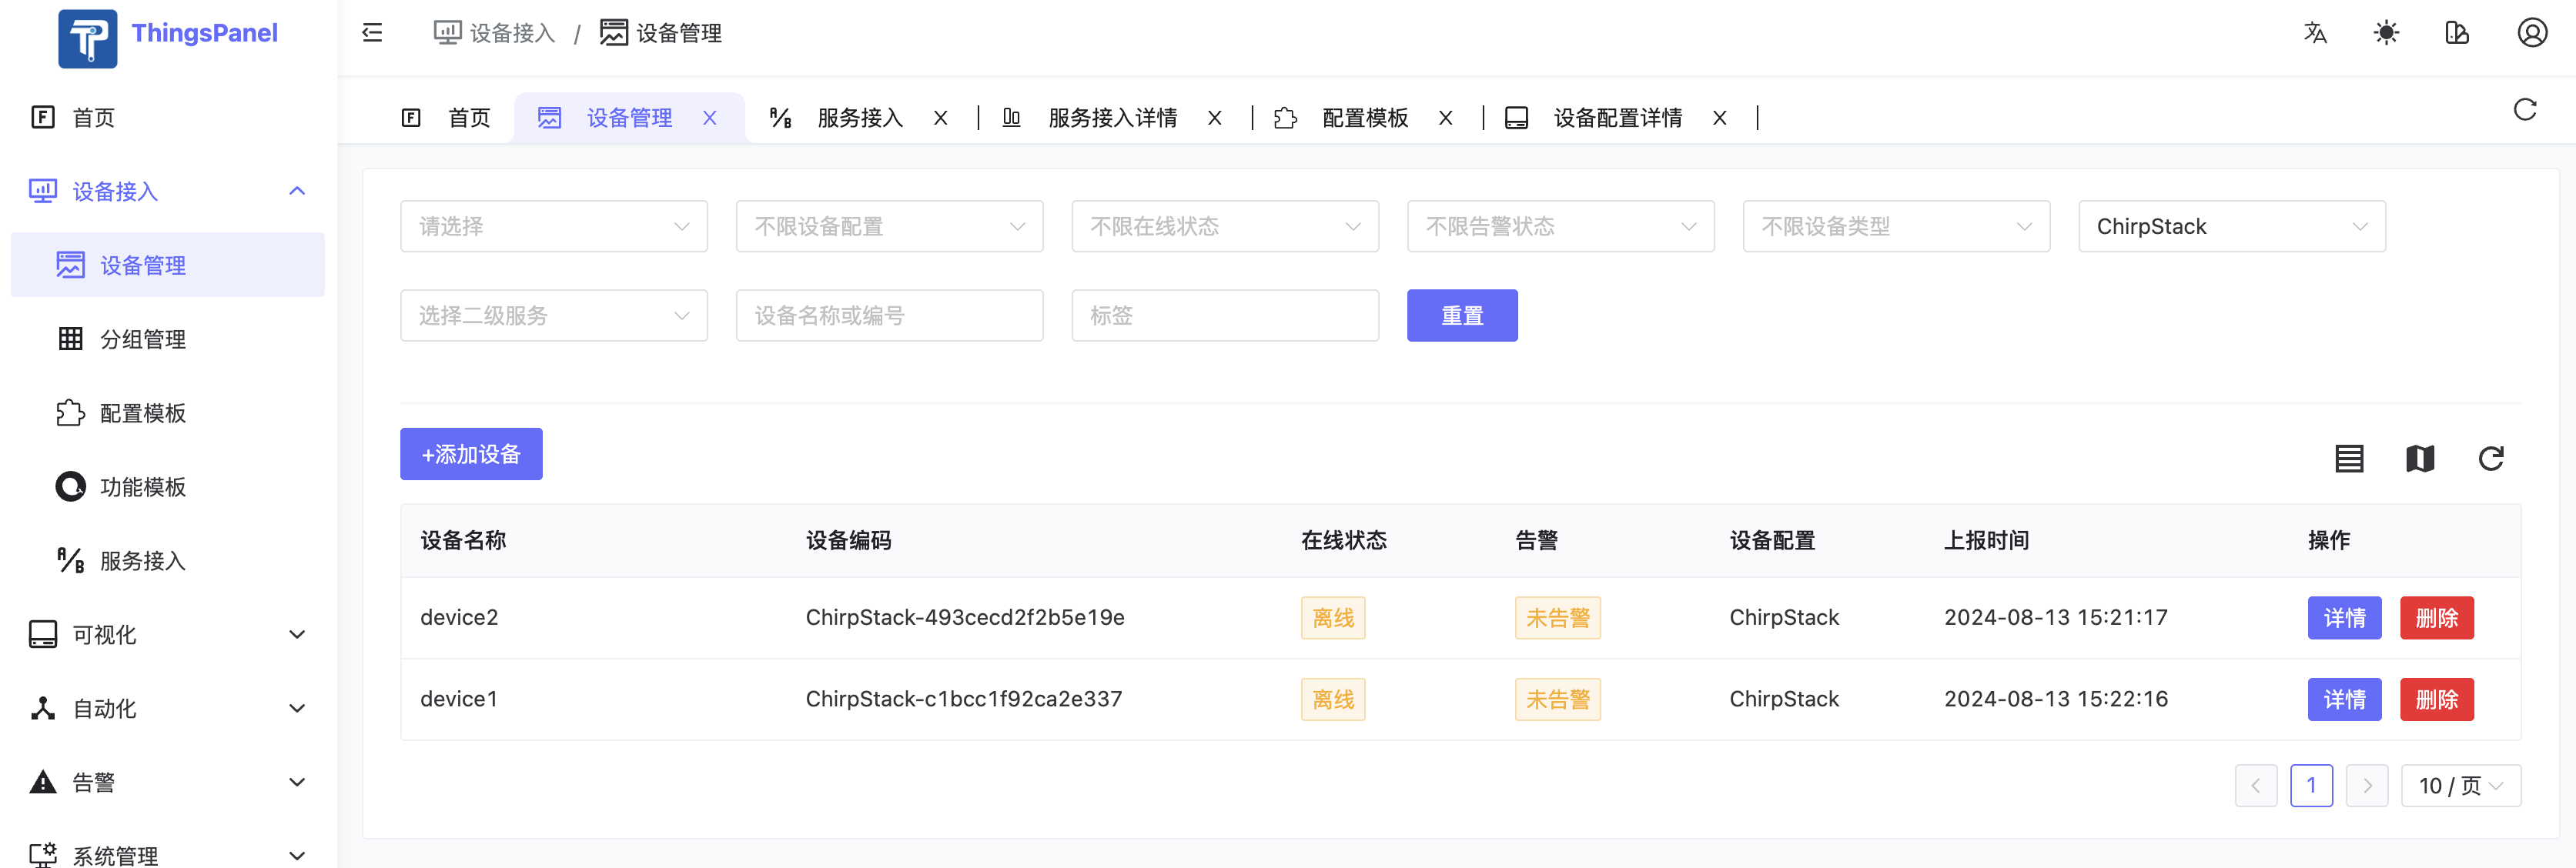 ThingsPanel
设备接入 / 设备管理
首页
设备接入
设备管理
分组管理
配置模板
功能模板
服务接入
可视化
自动化
告警
系统管理
首页 设备管理 X 服务接入 X | 服务接入详情 X | 配置模板 X | 设备配置详情 X |
请选择 不限设备配置 不限在线状态 不限告警状态 不限设备类型 ChirpStack
选择二级服务 设备名称或编号 标签 重置
+添加设备
设备名称 设备编码 在线状态 告警 设备配置 上报时间 操作
device2 ChirpStack-493cecd2f2b5e19e 离线 未告警 ChirpStack 2024-08-13 15:21:17 详情 删除
device1 ChirpStack-c1bcc1f92ca2e337 离线 未告警 ChirpStack 2024-08-13 15:22:16 详情 删除
1 10 / 页